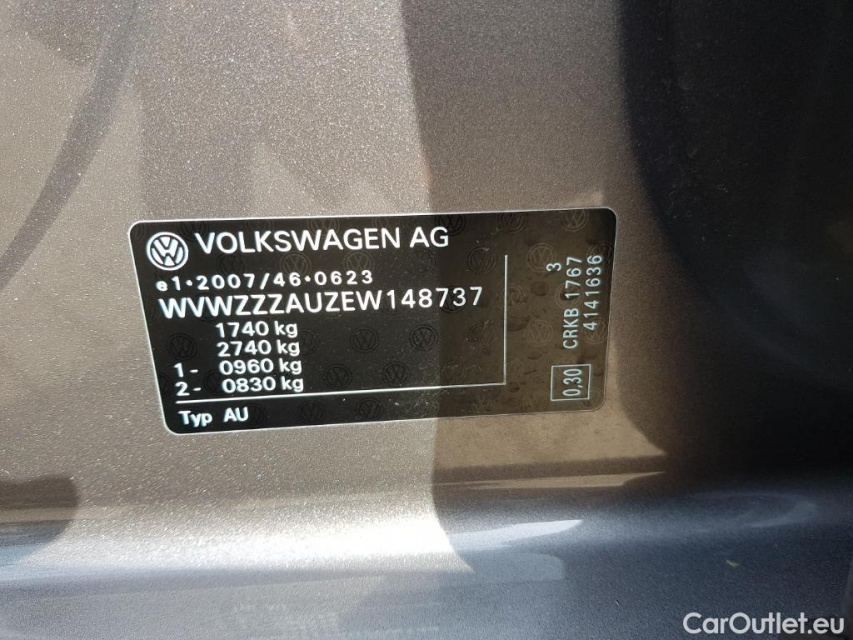 VOLKSWAGEN AG
e1*2007/46*0623
WVWZZZAUZEW148737
1740 kg
2740 kg
1- 0960 kg
2- 0830 kg
Typ AU
3
CRKB 1767
4141636
0,30
CarOutlet.eu